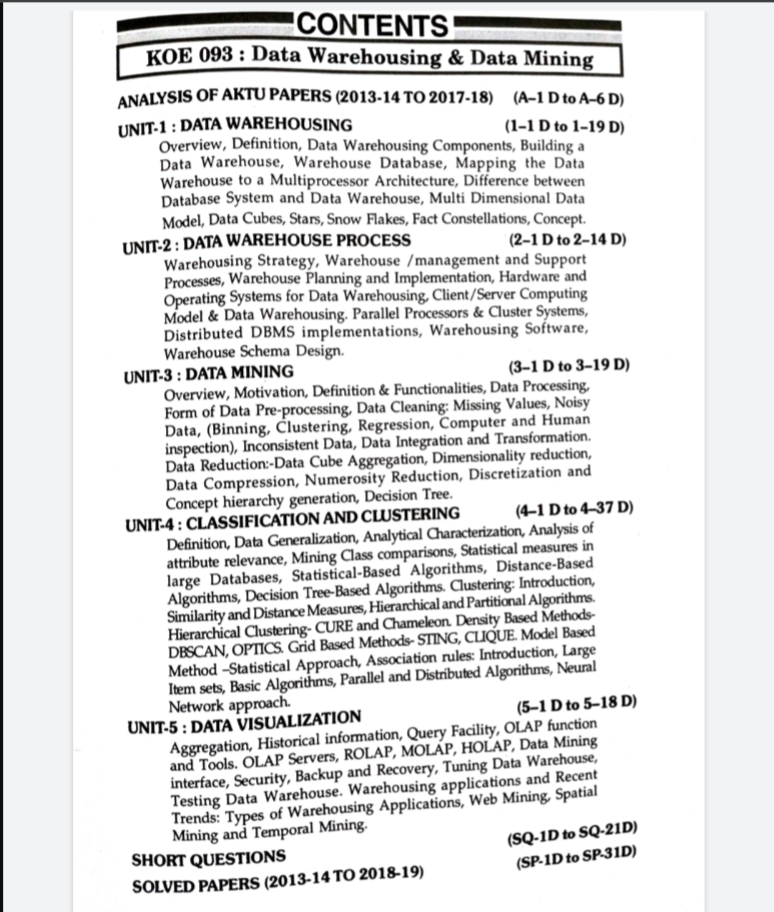 CONTENTS
KOE 093 : Data Warehousing & Data Mining
ANALYSIS OF AKTU PAPERS (2013-14 TO 2017-18) (A–1 D to A–6 D)
UNIT-1 : DATA WAREHOUSING (1–1 D to 1–19 D)
Overview, Definition, Data Warehousing Components, Building a
Data Warehouse, Warehouse Database, Mapping the Data
Warehouse to a Multiprocessor Architecture, Difference between
Database System and Data Warehouse, Multi Dimensional Data
Model, Data Cubes, Stars, Snow Flakes, Fact Constellations, Concept.
UNIT-2 : DATA WAREHOUSE PROCESS (2–1 D to 2–14 D)
Warehousing Strategy, Warehouse /management and Support
Processes, Warehouse Planning and Implementation, Hardware and
Operating Systems for Data Warehousing, Client/Server Computing
Model & Data Warehousing. Parallel Processors & Cluster Systems,
Distributed DBMS implementations, Warehousing Software,
Warehouse Schema Design.
UNIT-3 : DATA MINING (3–1 D to 3–19 D)
Overview, Motivation, Definition & Functionalities, Data Processing,
Form of Data Pre-processing, Data Cleaning: Missing Values, Noisy
Data, (Binning, Clustering, Regression, Computer and Human
inspection), Inconsistent Data, Data Integration and Transformation.
Data Reduction:-Data Cube Aggregation, Dimensionality reduction,
Data Compression, Numerosity Reduction, Discretization and
Concept hierarchy generation, Decision Tree.
UNIT-4 : CLASSIFICATION AND CLUSTERING (4–1 D to 4–37 D)
Definition, Data Generalization, Analytical Characterization, Analysis of
attribute relevance, Mining Class comparisons, Statistical measures in
large Databases, Statistical-Based Algorithms, Distance-Based
Algorithms, Decision Tree-Based Algorithms. Clustering: Introduction,
Similarity and Distance Measures, Hierarchical and Partitional Algorithms.
Hierarchical Clustering- CURE and Chameleon. Density Based Methods-
DBSCAN, OPTICS. Grid Based Methods- STING, CLIQUE. Model Based
Method –Statistical Approach, Association rules: Introduction, Large
Item sets, Basic Algorithms, Parallel and Distributed Algorithms, Neural
Network approach.
UNIT-5 : DATA VISUALIZATION (5–1 D to 5–18 D)
Aggregation, Historical information, Query Facility, OLAP function
and Tools. OLAP Servers, ROLAP, MOLAP, HOLAP, Data Mining
interface, Security, Backup and Recovery, Tuning Data Warehouse,
Testing Data Warehouse. Warehousing applications and Recent
Trends: Types of Warehousing Applications, Web Mining, Spatial
Mining and Temporal Mining.
SHORT QUESTIONS (SQ-1D to SQ-21D)
SOLVED PAPERS (2013-14 TO 2018-19) (SP-1D to SP-31D)